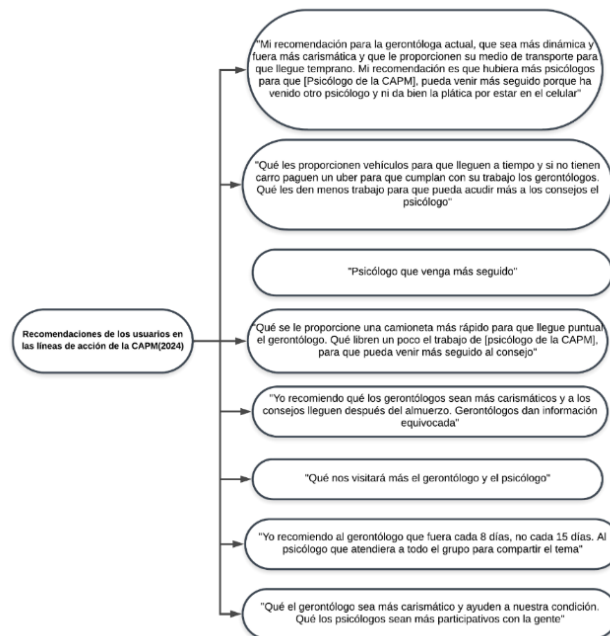 "Mi recomendación para la gerontóloga actual, que sea más dinámica y
fuera más carismática y que le proporcionen su medio de transporte para
que llegue temprano. Mi recomendación es que hubiera más psicólogos
para que [Psicólogo de la CAPM], pueda venir más seguido porque ha
venido otro psicólogo y ni da bien la plática por estar en el celular"
"Qué les proporcionen vehículos para que lleguen a tiempo y si no tienen
carro paguen un uber para que cumplan con su trabajo los gerontólogos.
Qué les den menos trabajo para que pueda acudir más a los consejos el
psicólogo"
"Psicólogo que venga más seguido"
Recomendaciones de los usuarios en
las líneas de acción de la CAPM(2024)
"Qué se le proporcione una camioneta más rápido para que llegue puntual
el gerontólogo. Qué libren un poco el trabajo de [psicólogo de la CAPM],
para que pueda venir más seguido al consejo"
"Yo recomiendo qué los gerontólogos sean más carismáticos y a los
consejos lleguen después del almuerzo. Gerontólogos dan información
equivocada"
"Qué nos visitará más el gerontólogo y el psicólogo"
"Yo recomiendo al gerontólogo que fuera cada 8 días, no cada 15 días. Al
psicólogo que atendiera a todo el grupo para compartir el tema"
"Qué el gerontólogo sea más carismático y ayuden a nuestra condición.
Qué los psicólogos sean más participativos con la gente"